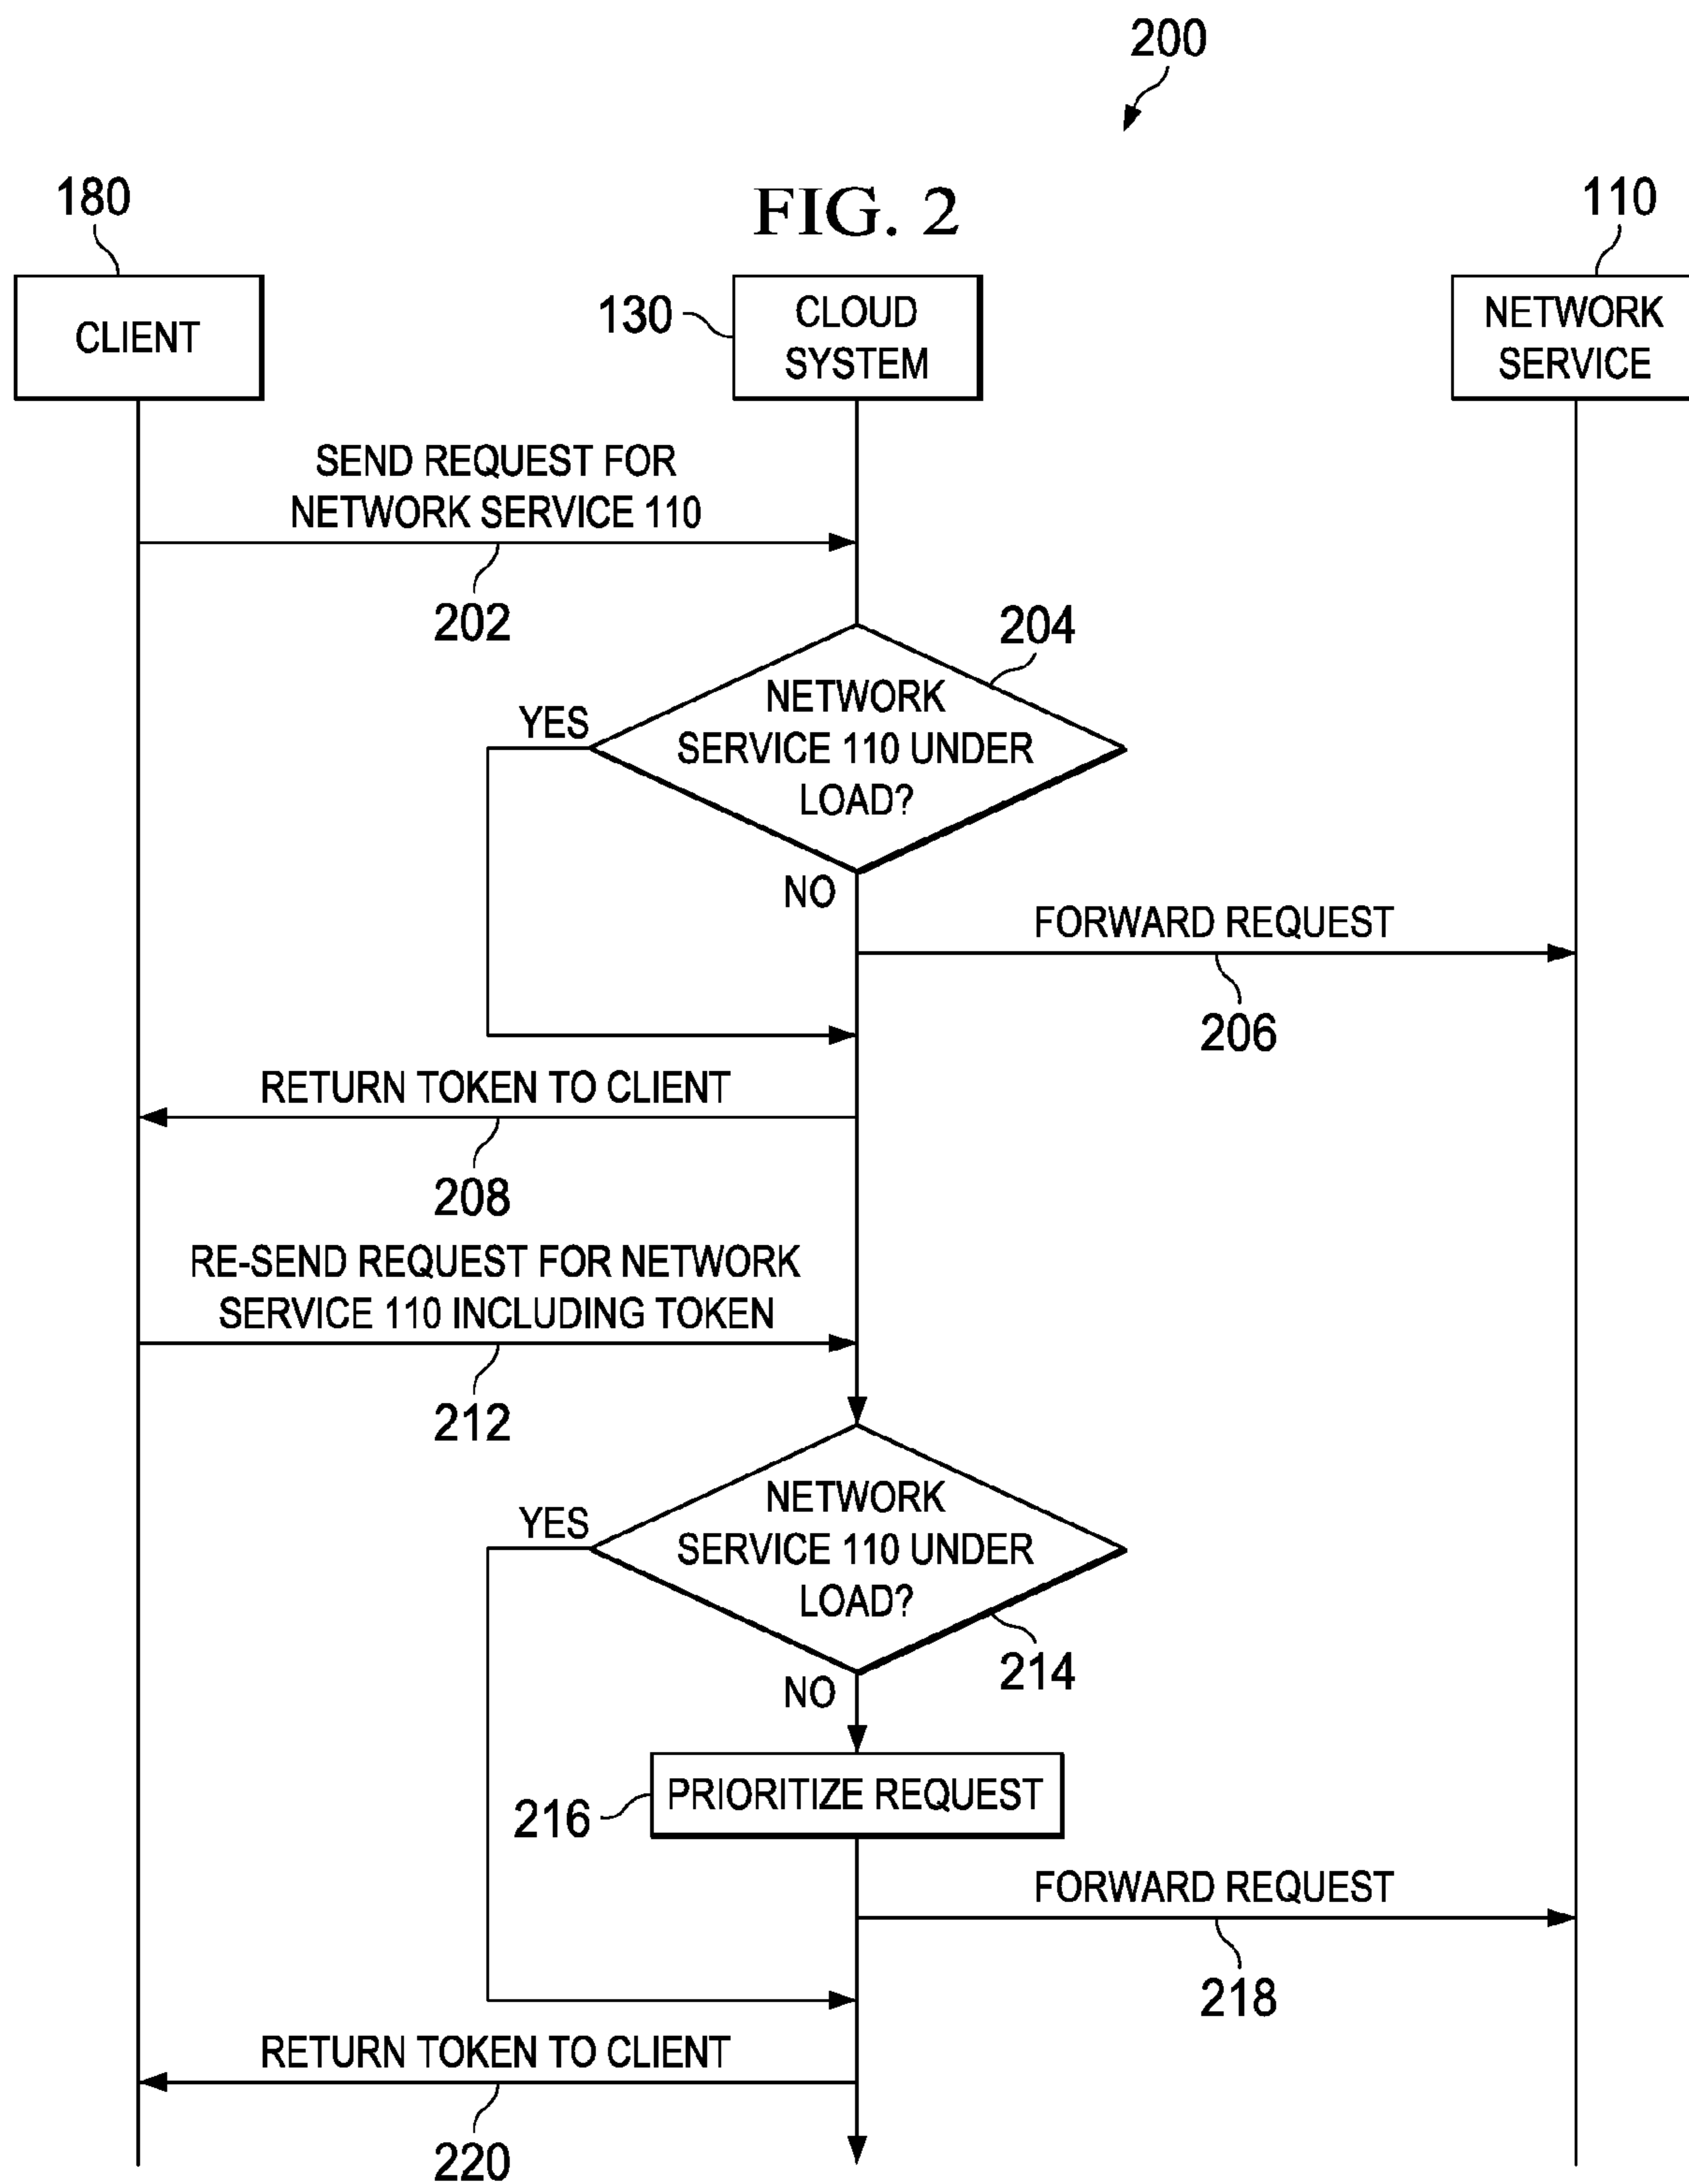 200
FIG. 2
180
CLIENT
130
CLOUD
SYSTEM
110
NETWORK
SERVICE
SEND REQUEST FOR
NETWORK SERVICE 110
202
204
NETWORK
SERVICE 110 UNDER
LOAD?
YES
NO
FORWARD REQUEST
206
RETURN TOKEN TO CLIENT
208
RE-SEND REQUEST FOR NETWORK
SERVICE 110 INCLUDING TOKEN
212
NETWORK
SERVICE 110 UNDER
LOAD?
YES
214
NO
PRIORITIZE REQUEST
216
FORWARD REQUEST
218
RETURN TOKEN TO CLIENT
220